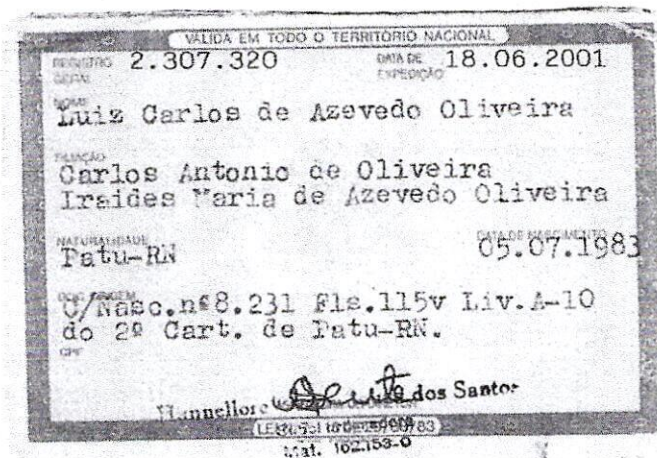 VÁLIDA EM TODO O TERRITÓRIO NACIONAL
REGISTRO GERAL 2.307.320 DATA DE EXPEDIÇÃO 18.06.2001
NOME
Luiz Carlos de Azevedo Oliveira
FILIAÇÃO
Carlos Antonio de Oliveira
Iraides Maria de Azevedo Oliveira
NATURALIDADE DATA DE NASCIMENTO
Patu-RN 05.07.1983
DOC. ORIGEM
C/Nasc.nº8.231 Fls.115v Liv.A-10
do 2º Cart. de Patu-RN.
CPF
Hannellore dos Santos
Mat. 102.153-0